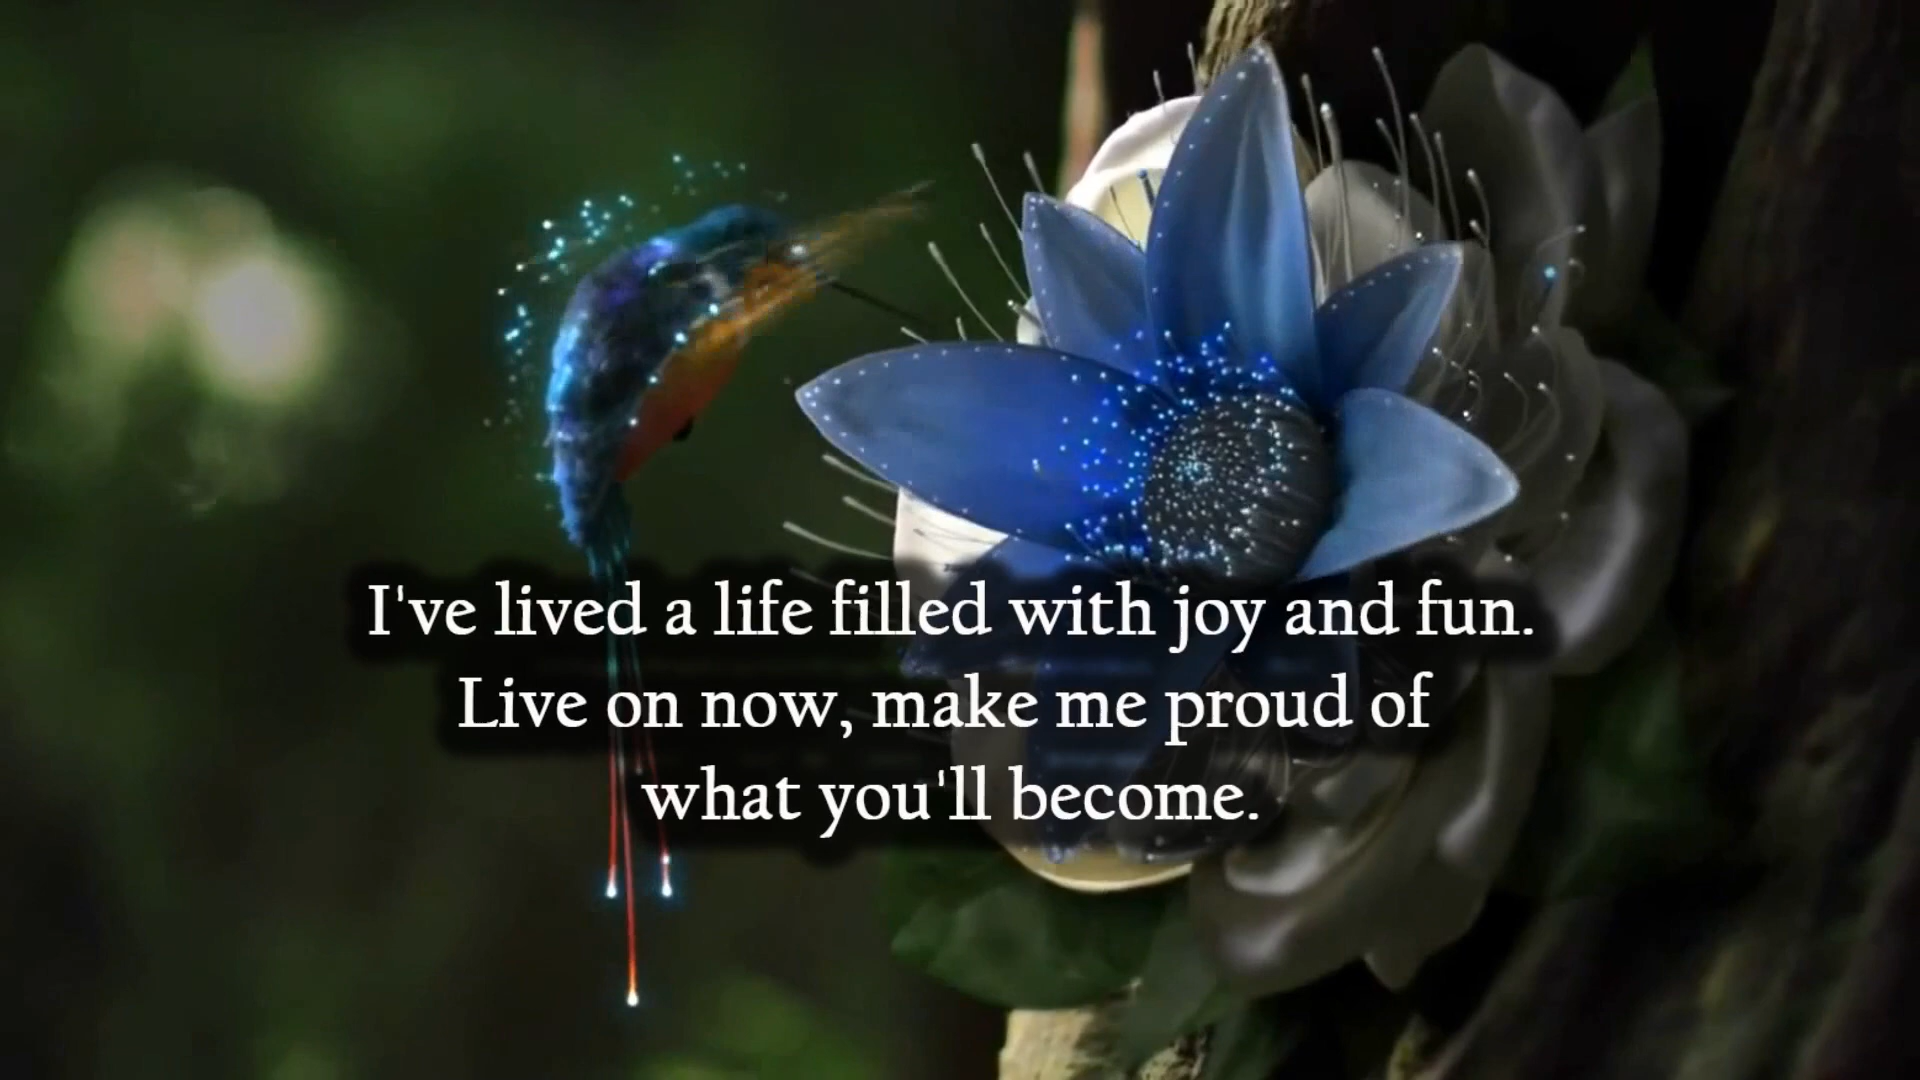 I've lived a life filled with joy and fun.
Live on now, make me proud of
what you'll become.